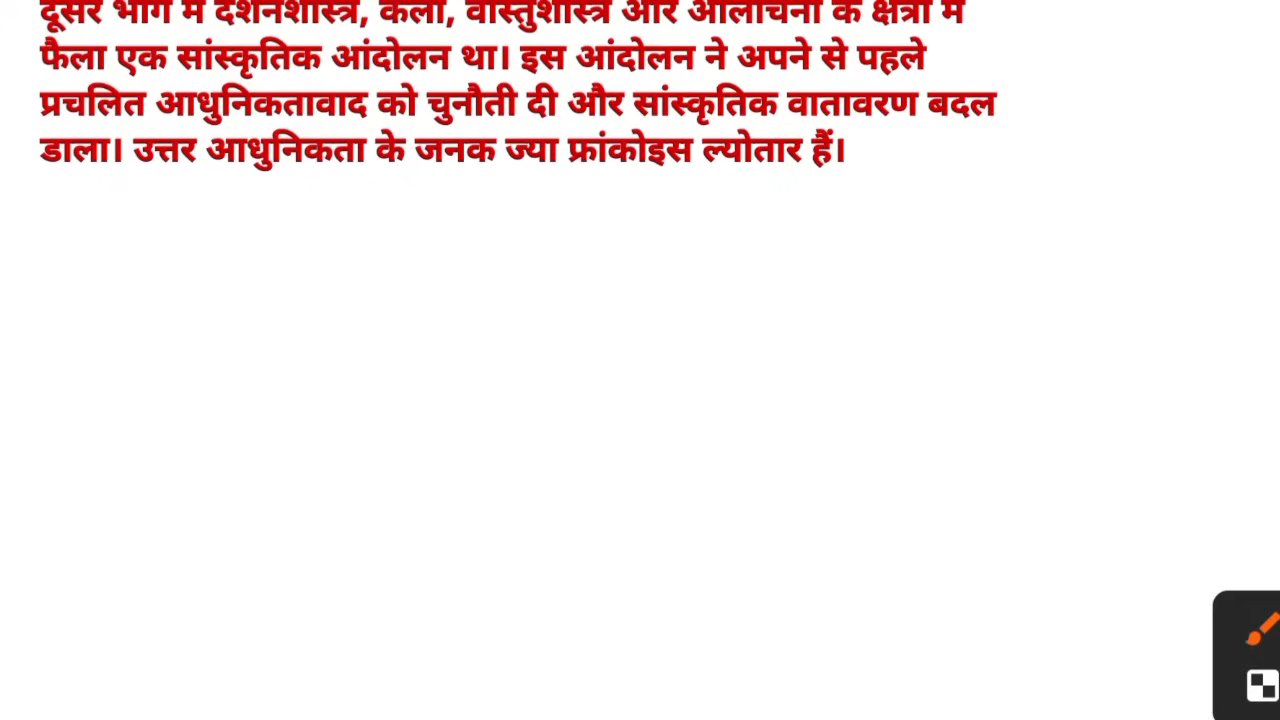 दूसरे भाग में दर्शनशास्त्र, कला, वास्तुशास्त्र और आलोचना के क्षेत्रों में
फैला एक सांस्कृतिक आंदोलन था। इस आंदोलन ने अपने से पहले
प्रचलित आधुनिकतावाद को चुनौती दी और सांस्कृतिक वातावरण बदल
डाला। उत्तर आधुनिकता के जनक ज्या फ्रांकोइस ल्योतार हैं।